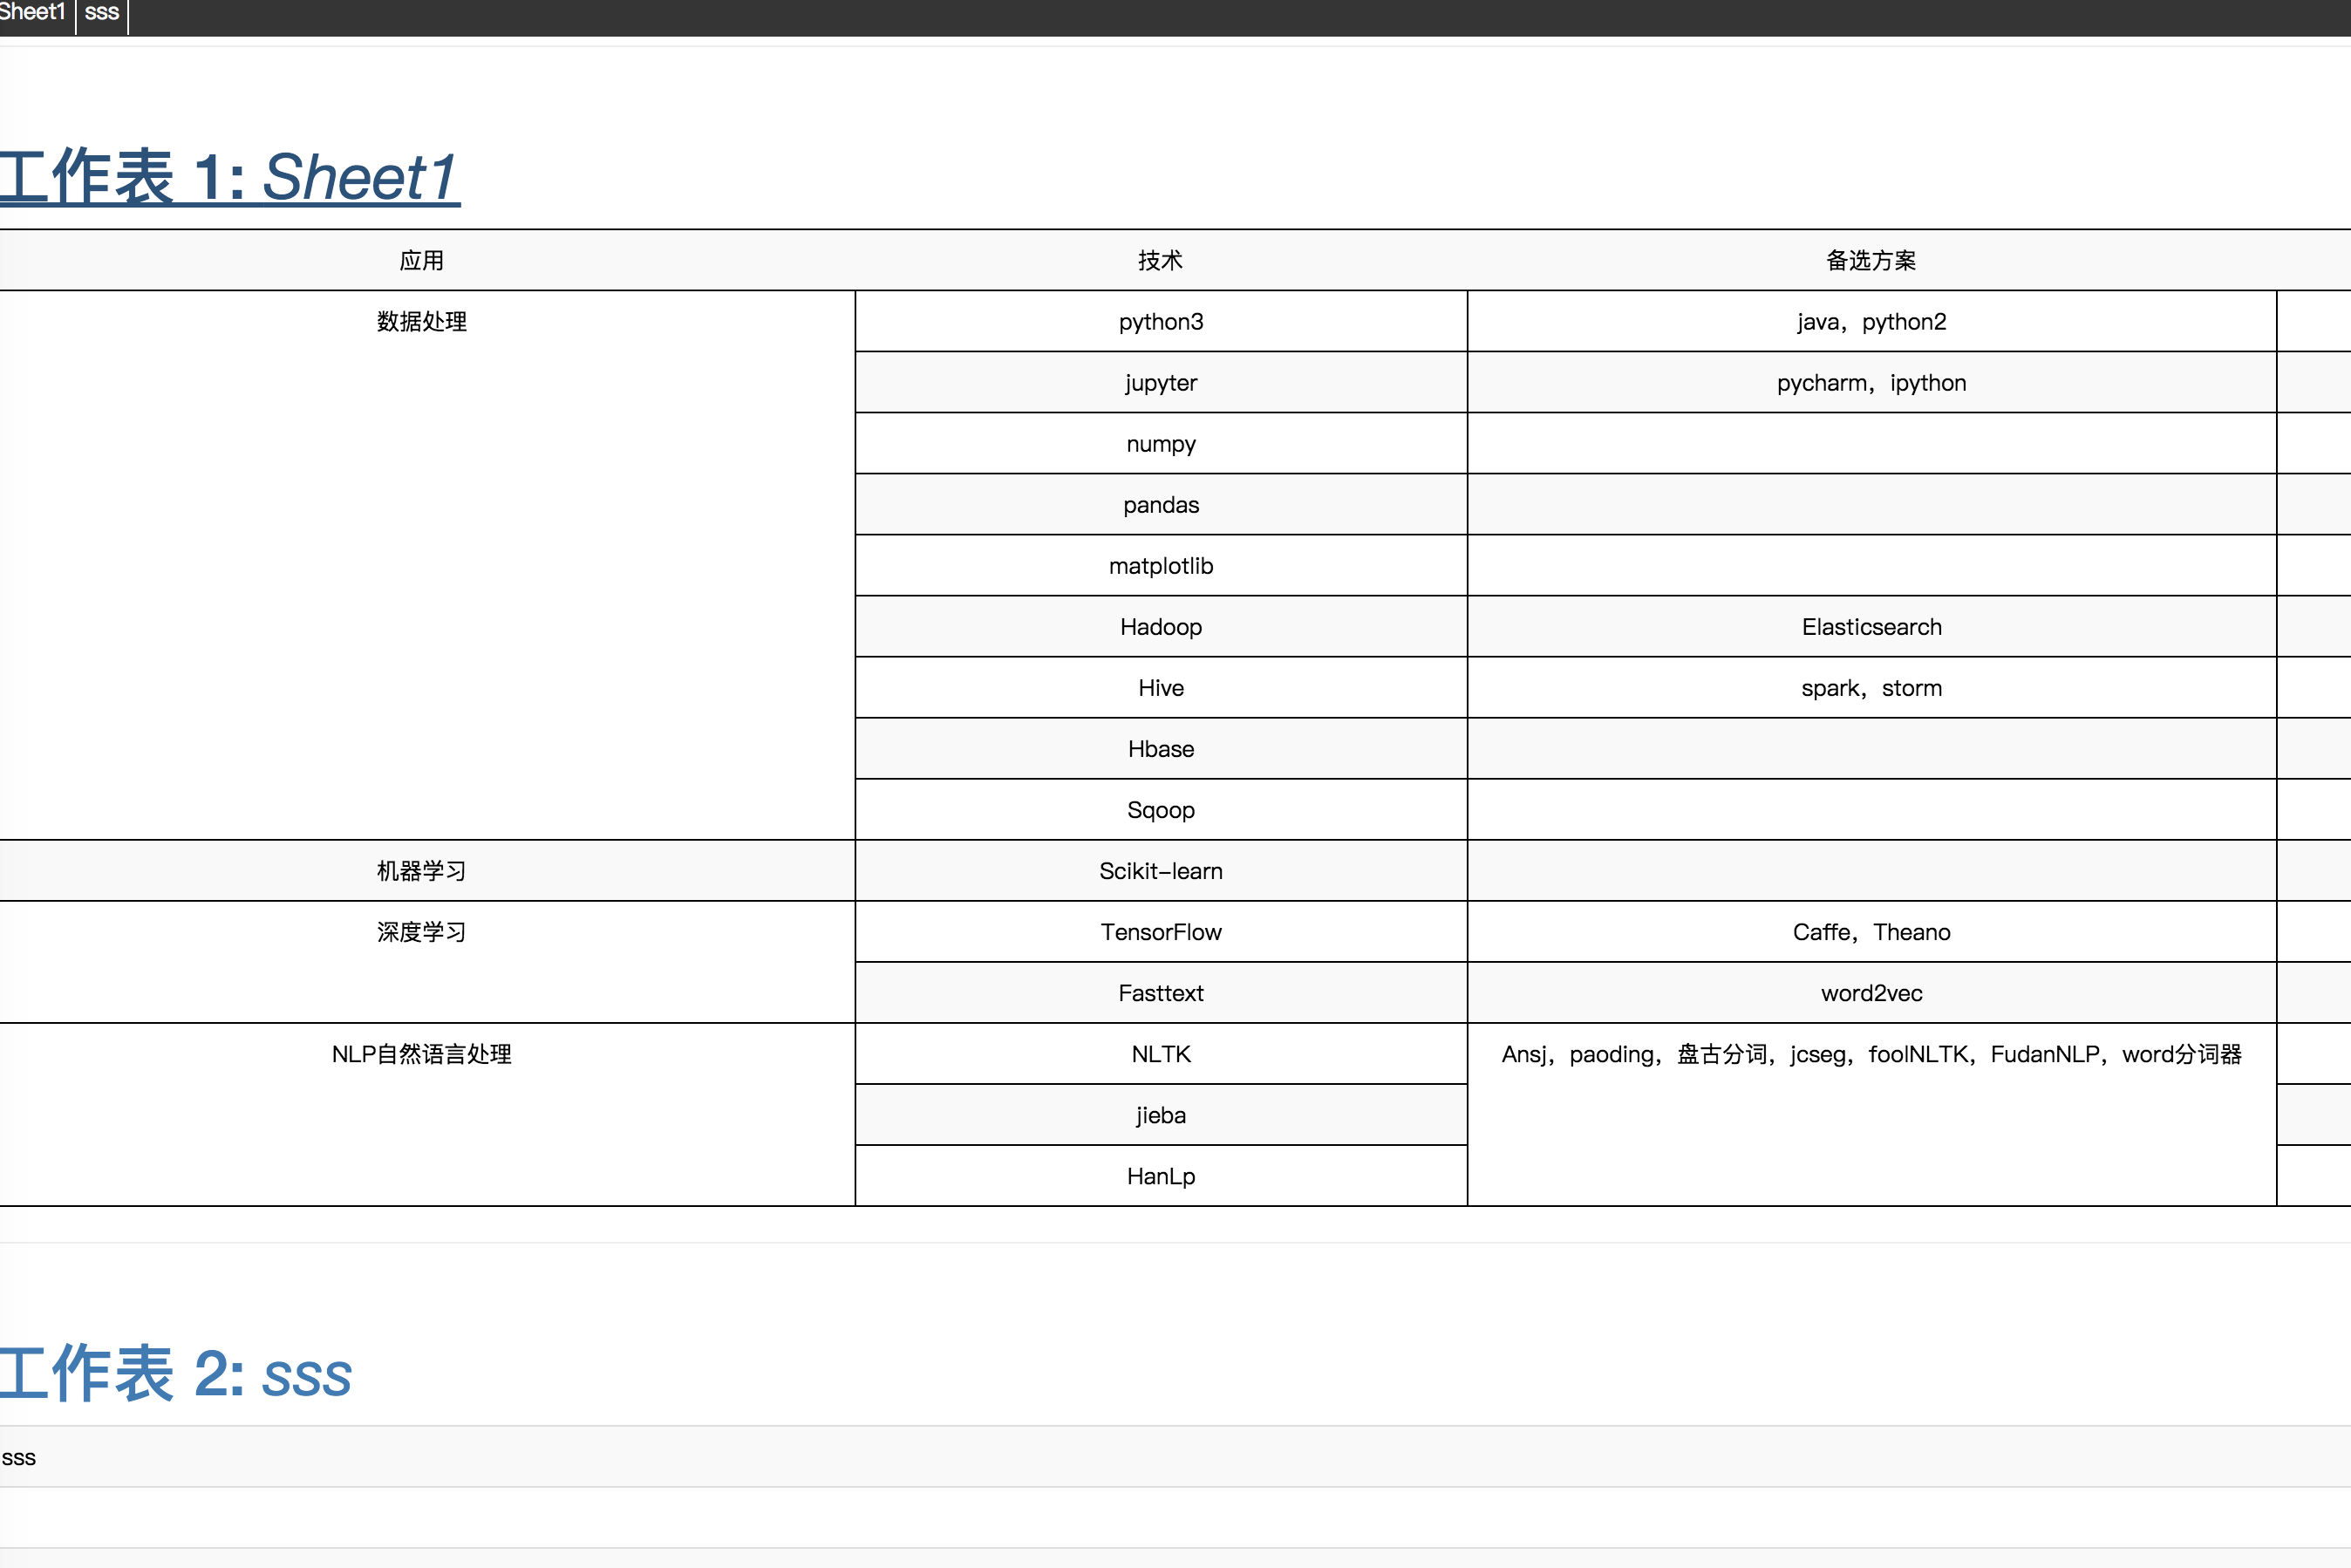 Sheet1 sss
工作表 1: Sheet1
应用 技术 备选方案
数据处理 python3 java，python2
jupyter pycharm，ipython
numpy
pandas
matplotlib
Hadoop Elasticsearch
Hive spark，storm
Hbase
Sqoop
机器学习 Scikit-learn
深度学习 TensorFlow Caffe，Theano
Fasttext word2vec
NLP自然语言处理 NLTK Ansj，paoding，盘古分词，jcseg，foolNLTK，FudanNLP，word分词器
jieba
HanLp
工作表 2: sss
sss